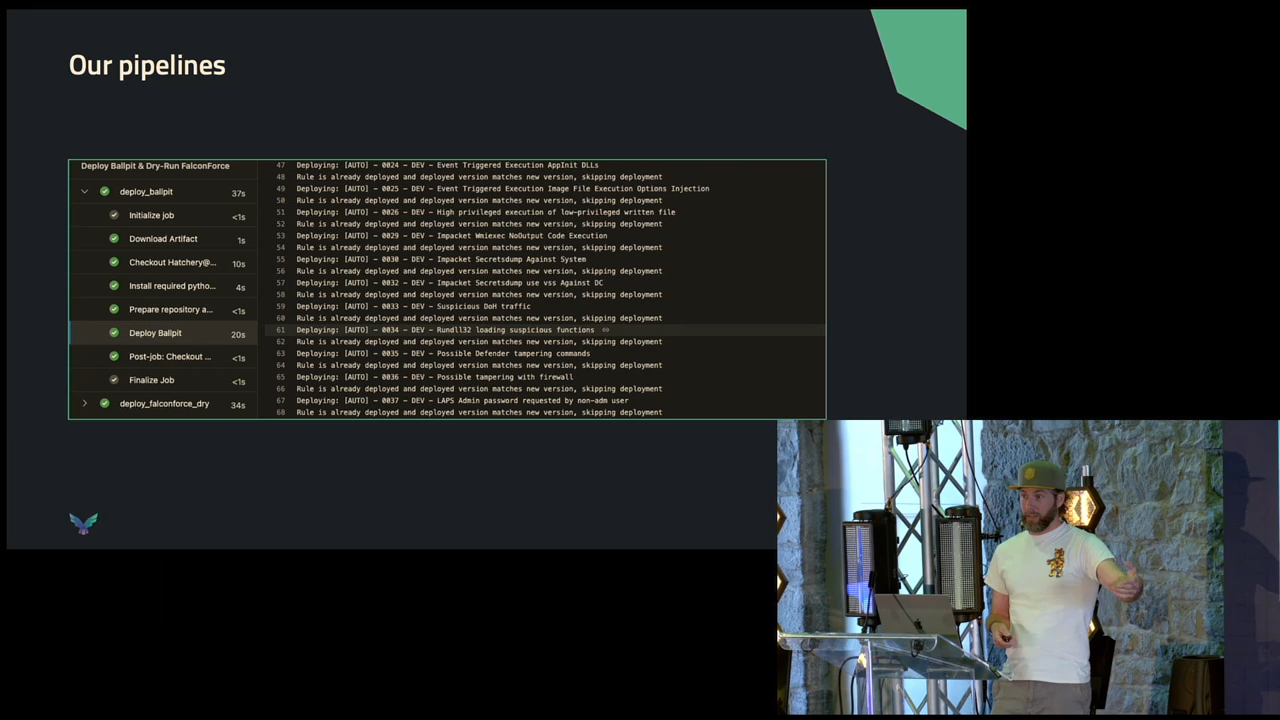 Our pipelines
Deploy Ballpit & Dry-Run FalconForce
deploy_ballpit 37s
Initialize job <1s
Download Artifact 1s
Checkout Hatchery@... 10s
Install required pytho... 4s
Prepare repository a... <1s
Deploy Ballpit 20s
Post-job: Checkout ... <1s
Finalize Job <1s
deploy_falconforce_dry 34s
47 Deploying: [AUTO] - 0024 - DEV - Event Triggered Execution AppInit DLLs
48 Rule is already deployed and deployed version matches new version, skipping deployment
49 Deploying: [AUTO] - 0025 - DEV - Event Triggered Execution Image File Execution Options Injection
50 Rule is already deployed and deployed version matches new version, skipping deployment
51 Deploying: [AUTO] - 0026 - DEV - High privileged execution of low-privileged written file
52 Rule is already deployed and deployed version matches new version, skipping deployment
53 Deploying: [AUTO] - 0029 - DEV - Impacket Wmiexec NoOutput Code Execution
54 Rule is already deployed and deployed version matches new version, skipping deployment
55 Deploying: [AUTO] - 0030 - DEV - Impacket Secretsdump Against System
56 Rule is already deployed and deployed version matches new version, skipping deployment
57 Deploying: [AUTO] - 0032 - DEV - Impacket Secretsdump use vss Against DC
58 Rule is already deployed and deployed version matches new version, skipping deployment
59 Deploying: [AUTO] - 0033 - DEV - Suspicious DoH traffic
60 Rule is already deployed and deployed version matches new version, skipping deployment
61 Deploying: [AUTO] - 0034 - DEV - Rundll32 loading suspicious functions
62 Rule is already deployed and deployed version matches new version, skipping deployment
63 Deploying: [AUTO] - 0035 - DEV - Possible Defender tampering commands
64 Rule is already deployed and deployed version matches new version, skipping deployment
65 Deploying: [AUTO] - 0036 - DEV - Possible tampering with firewall
66 Rule is already deployed and deployed version matches new version, skipping deployment
67 Deploying: [AUTO] - 0037 - DEV - LAPS Admin password requested by non-adm user
68 Rule is already deployed and deployed version matches new version, skipping deployment